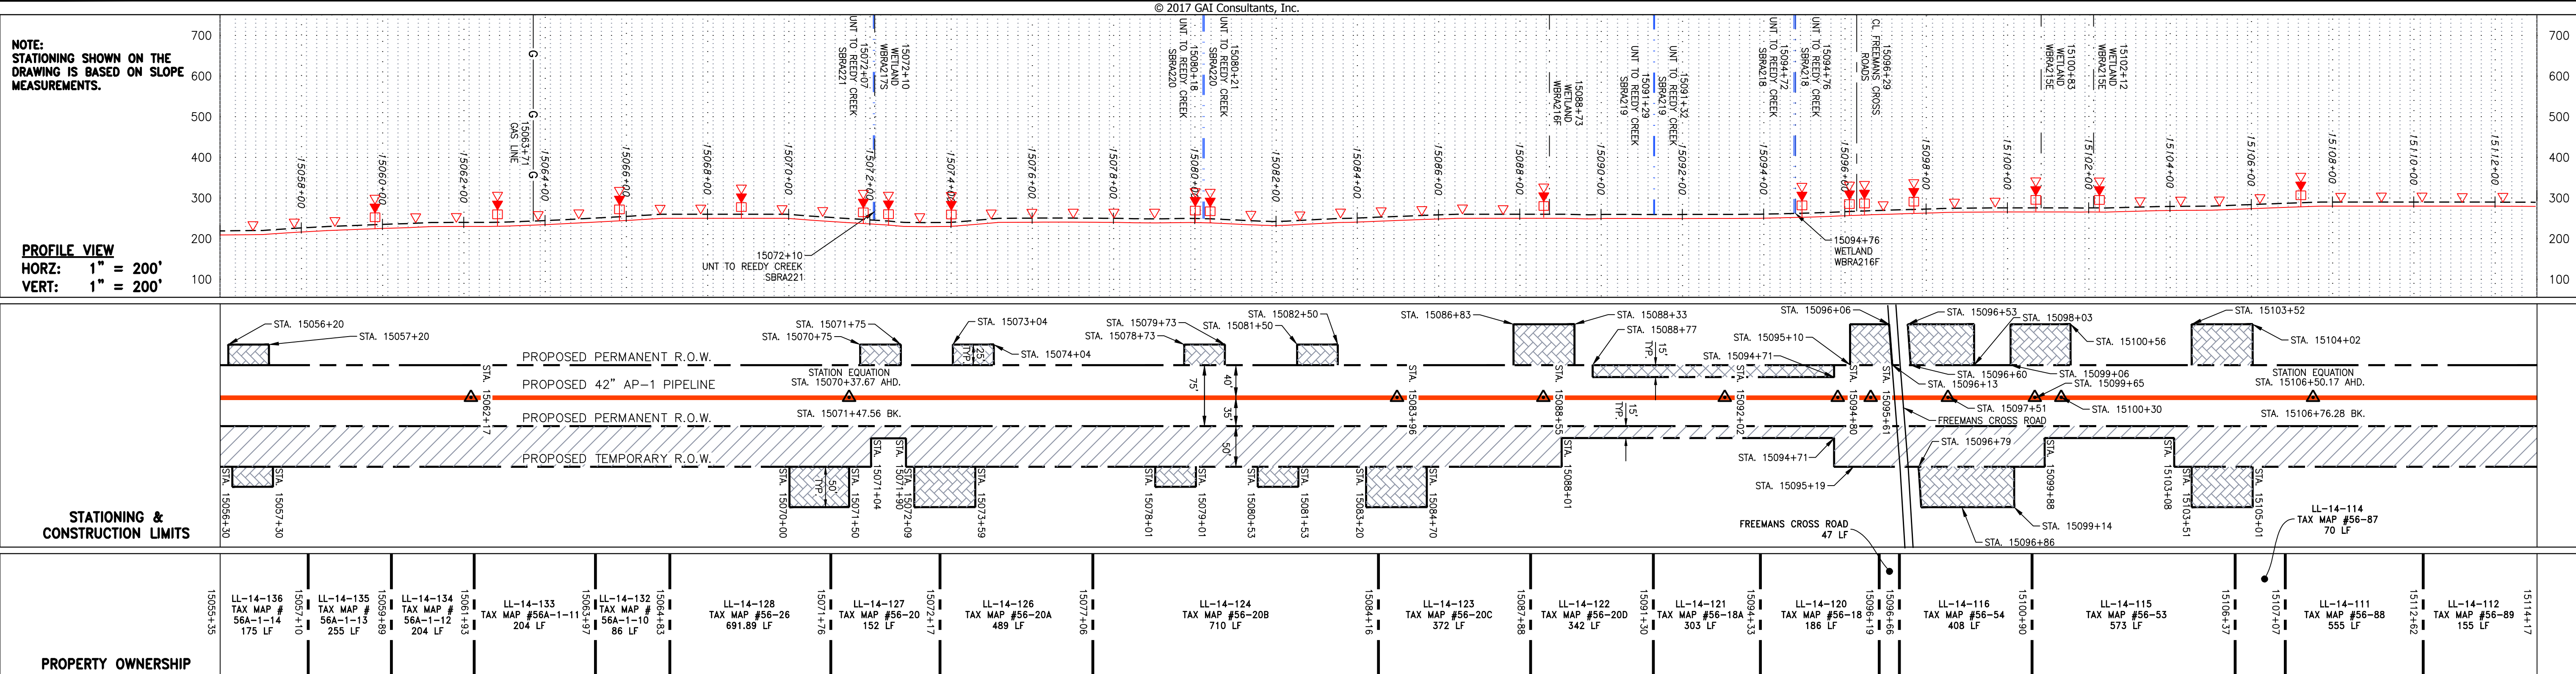 © 2017 GAI Consultants, Inc.
NOTE:
STATIONING SHOWN ON THE
DRAWING IS BASED ON SLOPE
MEASUREMENTS.
700
600
500
400
300
200
100
PROFILE VIEW
HORZ: 1" = 200'
VERT: 1" = 200'
G
G
G
15063+71
GAS LINE
15072+07
UNT TO REEDY CREEK
SBRA221
15072+10
WETLAND
WBRA217S
15080+18
UNT TO REEDY CREEK
SBRA220
15080+21
UNT TO REEDY CREEK
SBRA220
15088+73
WETLAND
WBRA216F
15091+29
UNT TO REEDY CREEK
SBRA219
15091+32
UNT TO REEDY CREEK
SBRA219
15094+72
UNT TO REEDY CREEK
SBRA218
15094+76
UNT TO REEDY CREEK
SBRA218
15096+29
CL FREEMANS CROSS
ROADS
15100+83
WETLAND
WBRA215E
15102+12
WETLAND
WBRA215E
700
600
500
400
300
200
100
15058+00
15060+00
15062+00
15064+00
15066+00
15068+00
15070+00
15072+00
15074+00
15076+00
15078+00
15080+00
15082+00
15084+00
15086+00
15088+00
15090+00
15092+00
15094+00
15096+00
15098+00
15100+00
15102+00
15104+00
15106+00
15108+00
15110+00
15112+00
15072+10
UNT TO REEDY CREEK
SBRA221
15094+76
WETLAND
WBRA216F
STA. 15056+20
STA. 15057+20
STA. 15071+75
STA. 15070+75
STA. 15073+04
STA. 15074+04
25'
TYP.
STA. 15079+73
STA. 15078+73
STA. 15082+50
STA. 15081+50
STA. 15086+83
STA. 15088+33
STA. 15088+77
15'
TYP.
STA. 15094+71
STA. 15095+10
STA. 15096+06
STA. 15096+53
STA. 15098+03
STA. 15100+56
STA. 15103+52
STA. 15104+02
PROPOSED PERMANENT R.O.W.
PROPOSED 42" AP-1 PIPELINE
PROPOSED PERMANENT R.O.W.
PROPOSED TEMPORARY R.O.W.
STA. 15062+17
STATION EQUATION
STA. 15070+37.67 AHD.
STA. 15071+47.56 BK.
75'
40'
35'
50'
STA. 15083+96
STA. 15088+55
15'
TYP.
STA. 15092+02
STA. 15094+80
STA. 15095+61
STA. 15096+60
STA. 15096+13
STA. 15099+06
STA. 15099+65
STA. 15097+51
STA. 15100+30
FREEMANS CROSS ROAD
STATION EQUATION
STA. 15106+50.17 AHD.
STA. 15106+76.28 BK.
STA. 15096+79
STA. 15094+71
STA. 15095+19
STATIONING &
CONSTRUCTION LIMITS
STA. 15056+30
STA. 15057+30
STA. 15070+00
50'
TYP.
STA. 15071+50
STA. 15071+04
STA. 15071+90
STA. 15072+09
STA. 15073+59
STA. 15078+01
STA. 15079+01
STA. 15080+53
STA. 15081+53
STA. 15083+20
STA. 15084+70
STA. 15088+01
STA. 15099+14
STA. 15096+86
STA. 15099+88
STA. 15103+08
STA. 15103+51
STA. 15105+01
FREEMANS CROSS ROAD
47 LF
LL-14-114
TAX MAP #56-87
70 LF
PROPERTY OWNERSHIP
15055+35
LL-14-136
TAX MAP #
56A-1-14
175 LF
15057+10
LL-14-135
TAX MAP #
56A-1-13
255 LF
15059+89
LL-14-134
TAX MAP #
56A-1-12
204 LF
15061+93
LL-14-133
TAX MAP #56A-1-11
204 LF
15063+97
LL-14-132
TAX MAP #
56A-1-10
86 LF
15064+83
LL-14-128
TAX MAP #56-26
691.89 LF
15071+76
LL-14-127
TAX MAP #56-20
152 LF
15072+17
LL-14-126
TAX MAP #56-20A
489 LF
15077+06
LL-14-124
TAX MAP #56-20B
710 LF
15084+16
LL-14-123
TAX MAP #56-20C
372 LF
15087+88
LL-14-122
TAX MAP #56-20D
342 LF
15091+30
LL-14-121
TAX MAP #56-18A
303 LF
15094+33
LL-14-120
TAX MAP #56-18
186 LF
15096+19
15096+66
LL-14-116
TAX MAP #56-54
408 LF
15100+90
LL-14-115
TAX MAP #56-53
573 LF
15106+37
15107+07
LL-14-111
TAX MAP #56-88
555 LF
15112+62
LL-14-112
TAX MAP #56-89
155 LF
15114+17